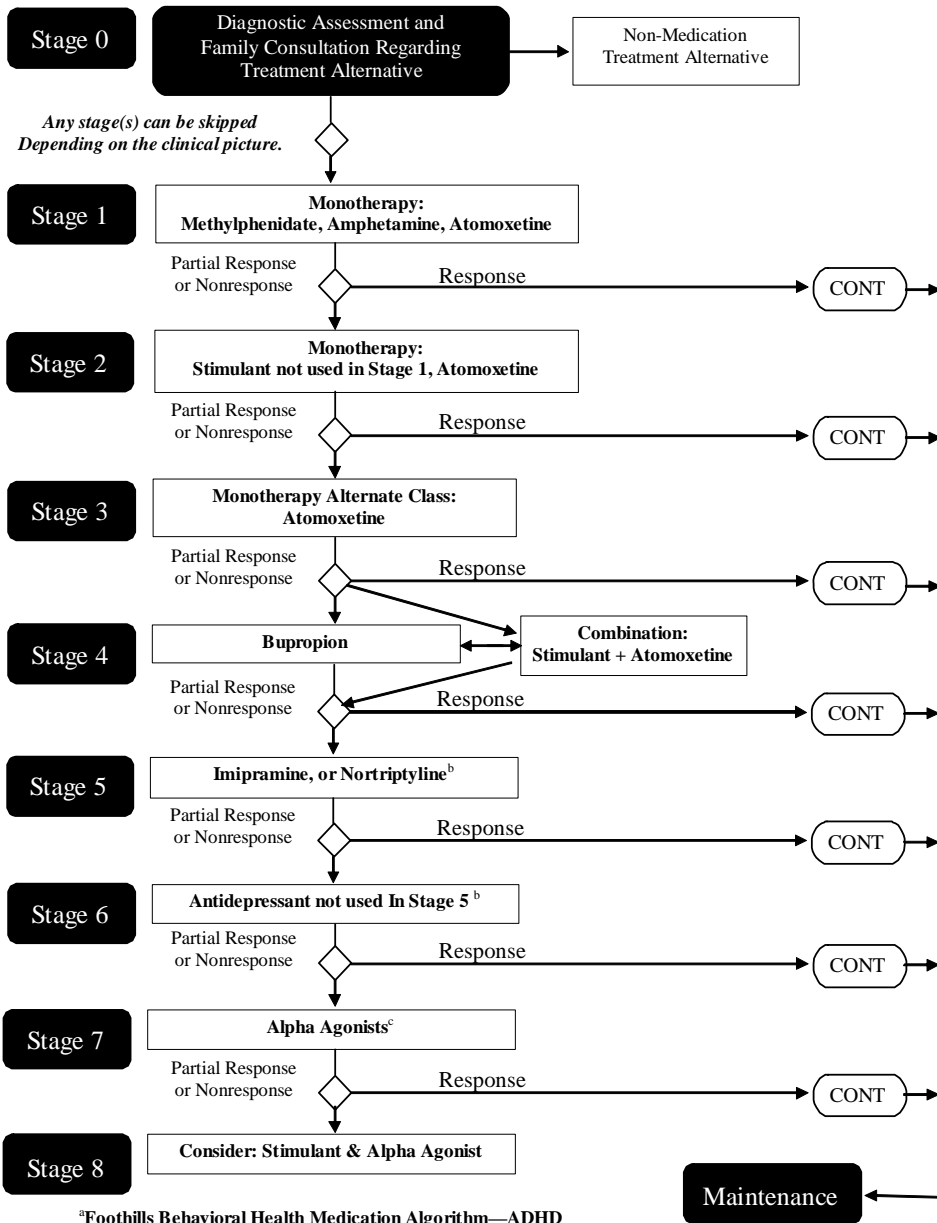 Stage 0
Diagnostic Assessment and
Family Consultation Regarding
Treatment Alternative
Non-Medication
Treatment Alternative
Any stage(s) can be skipped
Depending on the clinical picture.
Stage 1
Monotherapy:
Methylphenidate, Amphetamine, Atomoxetine
Partial Response
or Nonresponse
Response
CONT
Stage 2
Monotherapy:
Stimulant not used in Stage 1, Atomoxetine
Partial Response
or Nonresponse
Response
CONT
Stage 3
Monotherapy Alternate Class:
Atomoxetine
Partial Response
or Nonresponse
Response
CONT
Stage 4
Bupropion
Combination:
Stimulant + Atomoxetine
Partial Response
or Nonresponse
Response
CONT
Stage 5
Imipramine, or Nortriptyline^b
Partial Response
or Nonresponse
Response
CONT
Stage 6
Antidepressant not used In Stage 5 ^b
Partial Response
or Nonresponse
Response
CONT
Stage 7
Alpha Agonists^c
Partial Response
or Nonresponse
Response
CONT
Stage 8
Consider: Stimulant & Alpha Agonist
Maintenance
^aFoothills Behavioral Health Medication Algorithm—ADHD